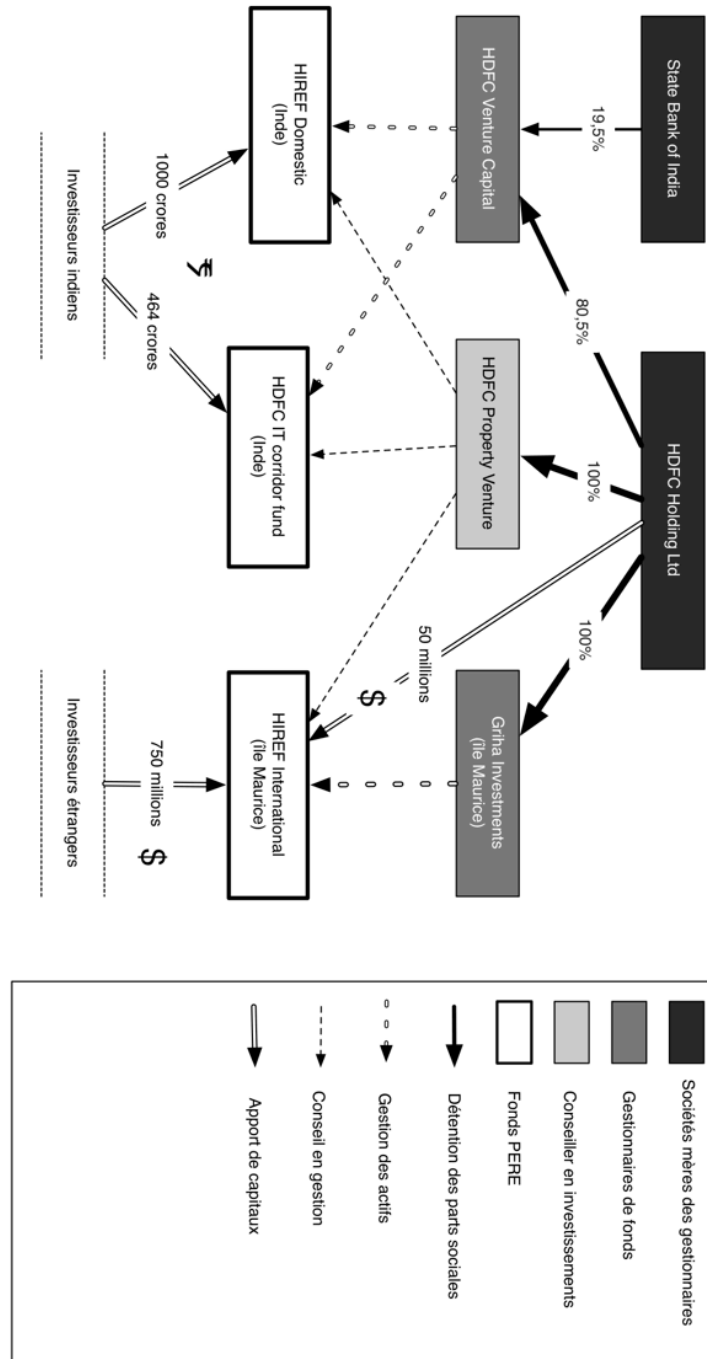 State Bank of India
HDFC Holding Ltd
19,5%
80,5%
100%
100%
HDFC Venture Capital
HDFC Property Venture
Griha Investments
(île Maurice)
50 millions
$
HIREF Domestic
(Inde)
HDFC IT corridor fund
(Inde)
HIREF International
(île Maurice)
1000 crores
₹
464 crores
750 millions
$
Investisseurs indiens
Investisseurs étrangers
Sociétés mères des gestionnaires
Gestionnaires de fonds
Conseiller en investissements
Fonds PERE
Détention des parts sociales
Gestion des actifs
Conseil en gestion
Apport de capitaux